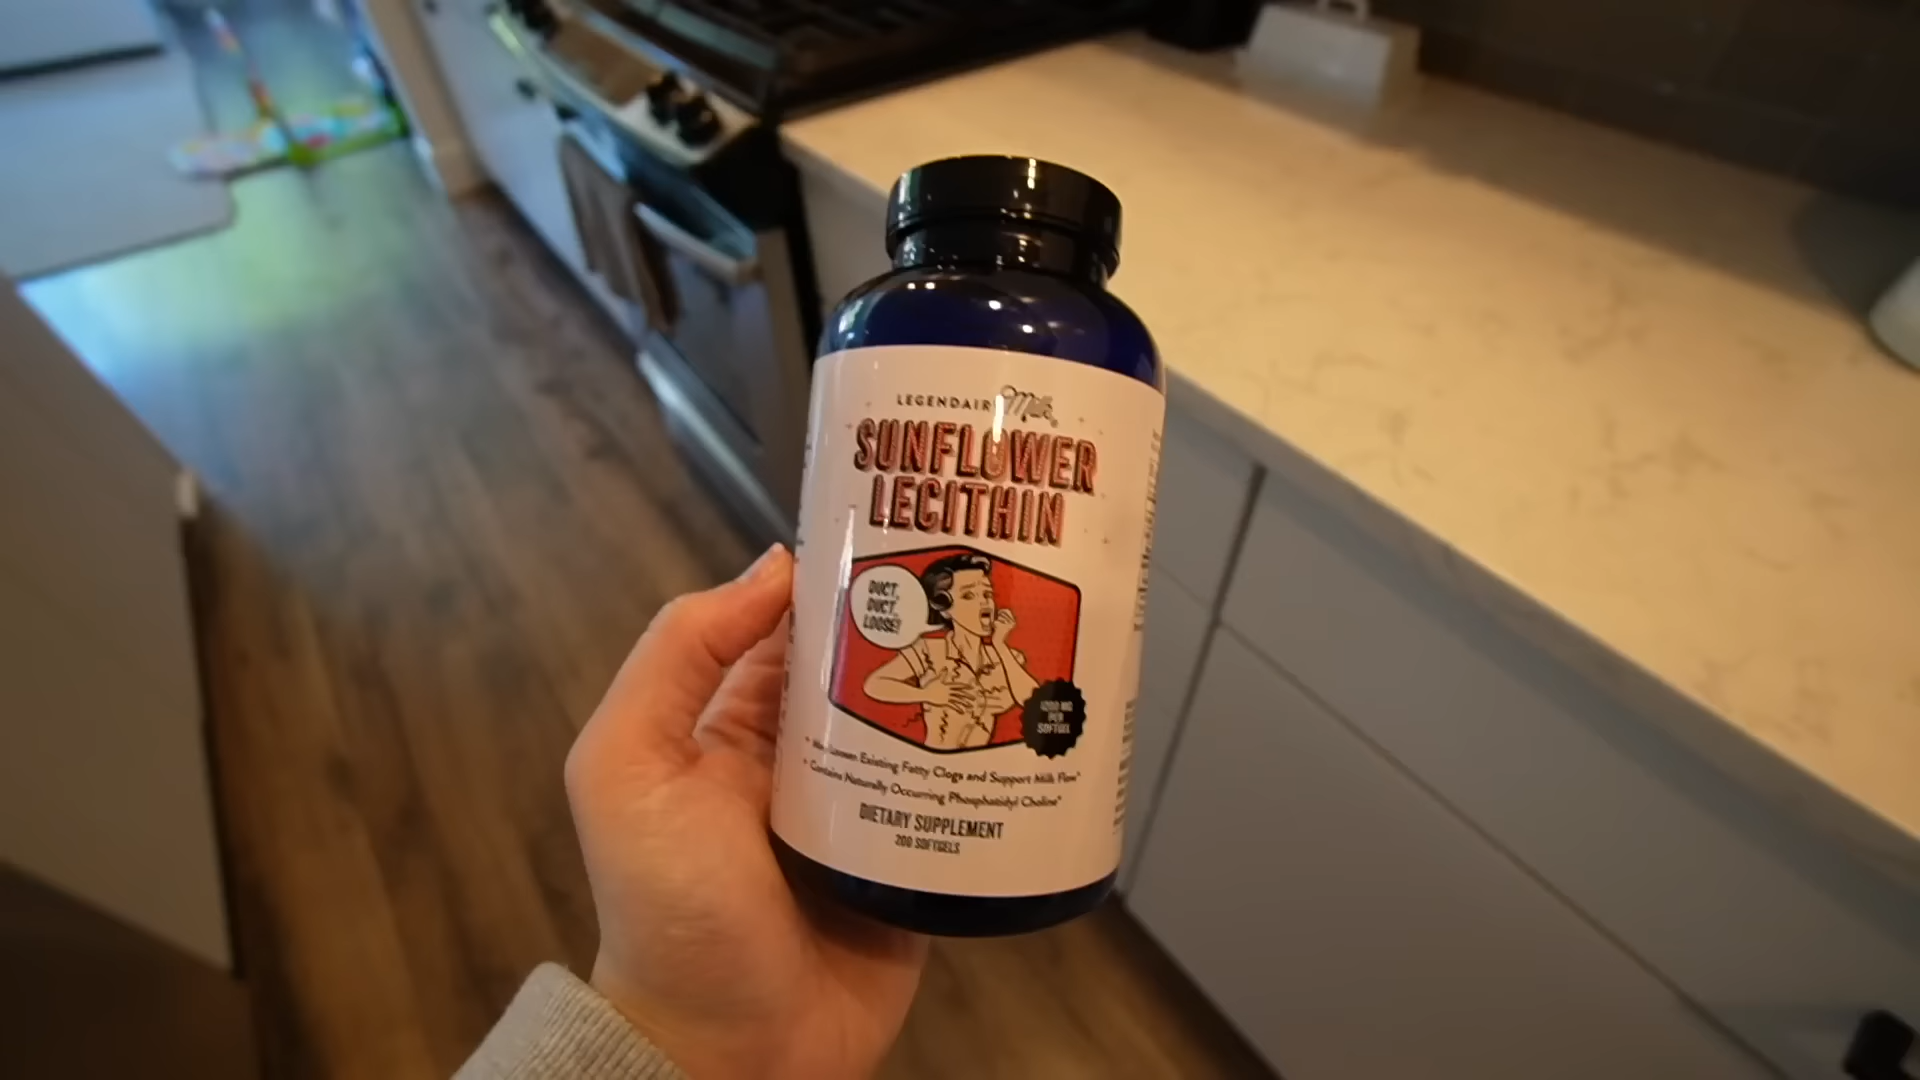 LEGENDAIRY Milk
SUNFLOWER
LECITHIN
DUCT,
DUCT,
LOOSE!
1200 MG
PER
SOFTGEL
Loosen Existing Fatty Clogs and Support Milk Flow*
+ Contains Naturally Occurring Phosphatidyl Choline*
DIETARY SUPPLEMENT
200 SOFTGELS